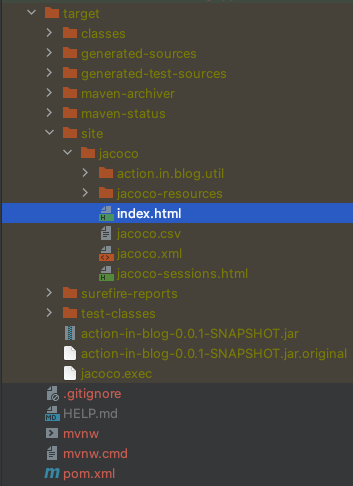 target
classes
generated-sources
generated-test-sources
maven-archiver
maven-status
site
jacoco
action.in.blog.util
jacoco-resources
index.html
jacoco.csv
jacoco.xml
jacoco-sessions.html
surefire-reports
test-classes
action-in-blog-0.0.1-SNAPSHOT.jar
action-in-blog-0.0.1-SNAPSHOT.jar.original
jacoco.exec
.gitignore
HELP.md
mvnw
mvnw.cmd
pom.xml